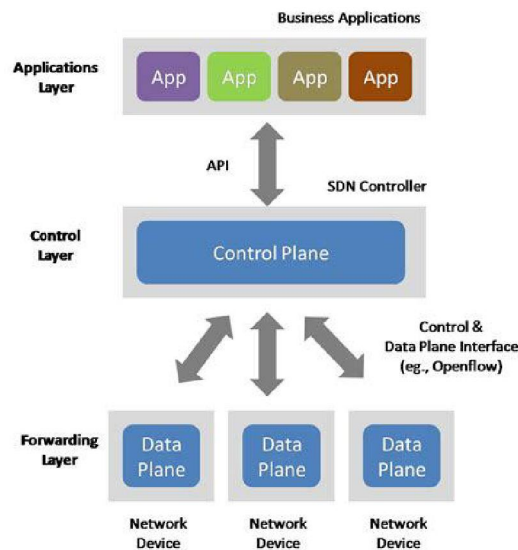 Business Applications
Applications
Layer
App App App App
API
SDN Controller
Control
Layer
Control Plane
Control &
Data Plane Interface
(eg., Openflow)
Forwarding
Layer
Data
Plane
Data
Plane
Data
Plane
Network
Device
Network
Device
Network
Device